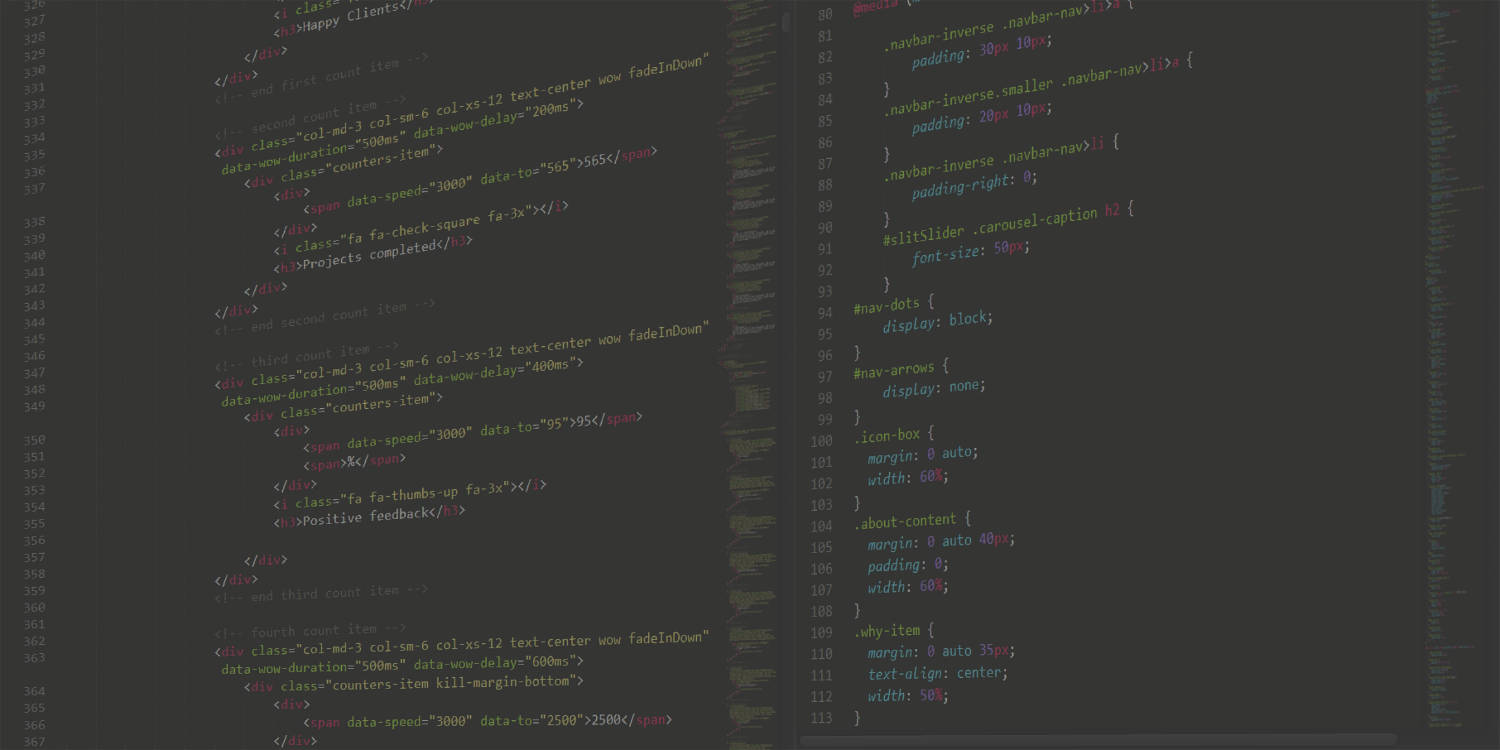 326
327
328
329
330 <i class="
331 <h3>Happy Clients</h3>
332 </div>
333 </div>
334 <!-- end first count item -->
335
336 <!-- second count item -->
337 <div class="col-md-3 col-sm-6 col-xs-12 text-center wow fadeInDown"
data-wow-duration="500ms" data-wow-delay="200ms">
338 <div class="counters-item">
339 <div>
340 <span data-speed="3000" data-to="565">565</span>
341 </div>
342 <i class="fa fa-check-square fa-3x"></i>
343 <h3>Projects completed</h3>
344 </div>
345 </div>
346 <!-- end second count item -->
347
348 <!-- third count item -->
349 <div class="col-md-3 col-sm-6 col-xs-12 text-center wow fadeInDown"
data-wow-duration="500ms" data-wow-delay="400ms">
350 <div class="counters-item">
351 <div>
352 <span data-speed="3000" data-to="95">95</span>
353 <span>%</span>
354 </div>
355 <i class="fa fa-thumbs-up fa-3x"></i>
356 <h3>Positive feedback</h3>
357
358 </div>
359 </div>
360 <!-- end third count item -->
361
362 <!-- fourth count item -->
363 <div class="col-md-3 col-sm-6 col-xs-12 text-center wow fadeInDown"
data-wow-duration="500ms" data-wow-delay="600ms">
364 <div class="counters-item kill-margin-bottom">
365 <div>
366 <span data-speed="3000" data-to="2500">2500</span>
367 </div>
80
81 @media
82 .navbar-inverse .navbar-nav>li>a {
83 padding: 30px 10px;
84 }
85 .navbar-inverse.smaller .navbar-nav>li>a {
86 padding: 20px 10px;
87 }
88 .navbar-inverse .navbar-nav>li {
89 padding-right: 0;
90 }
91 #slitSlider .carousel-caption h2 {
92 font-size: 50px;
93 }
94 #nav-dots {
95 display: block;
96 }
97 #nav-arrows {
98 display: none;
99 }
100 .icon-box {
101 margin: 0 auto;
102 width: 60%;
103 }
104 .about-content {
105 margin: 0 auto 40px;
106 padding: 0;
107 width: 60%;
108 }
109 .why-item {
110 margin: 0 auto 35px;
111 text-align: center;
112 width: 50%;
113 }